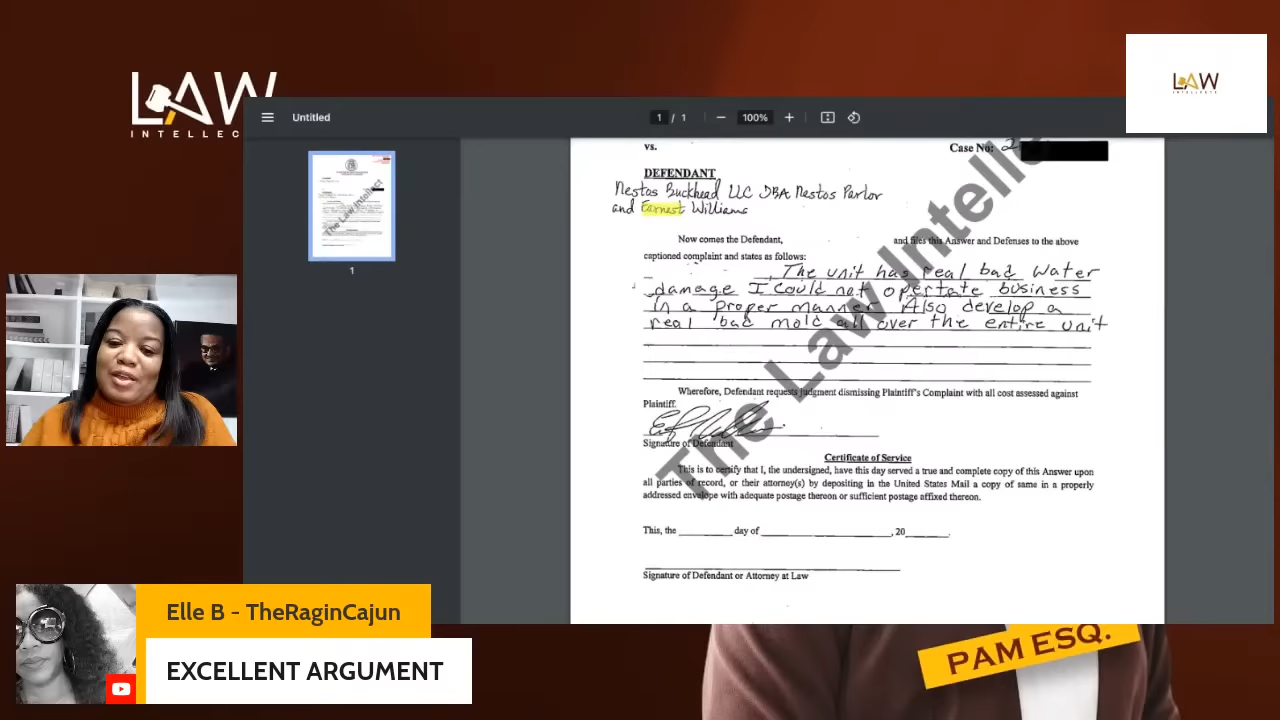 LAW
INTELLEC
LAW
INTELLECTS
Untitled
1 / 1
100%
1
vs.
Case No: 2
DEFENDANT
Nestos Buckhead LLC DBA Nestos Parlor
and Earnest Williams
Now comes the Defendant, and files this Answer and Defenses to the above
captioned complaint and states as follows:
The unit has real bad water
damage I could not opertate business
in a proper manner Also develop a
real bad mold all over the entire unit
Wherefore, Defendant requests judgment dismissing Plaintiff's Complaint with all cost assessed against
Plaintiff.
Signature of Defendant
Certificate of Service
This is to certify that I, the undersigned, have this day served a true and complete copy of this Answer upon
all parties of record, or their attorney(s) by depositing in the United States Mail a copy of same in a properly
addressed envelope with adequate postage thereon or sufficient postage affixed thereon.
This, the day of , 20 .
Signature of Defendant or Attorney at Law
The Law Intellec
Elle B - TheRaginCajun
EXCELLENT ARGUMENT
PAM ESQ.